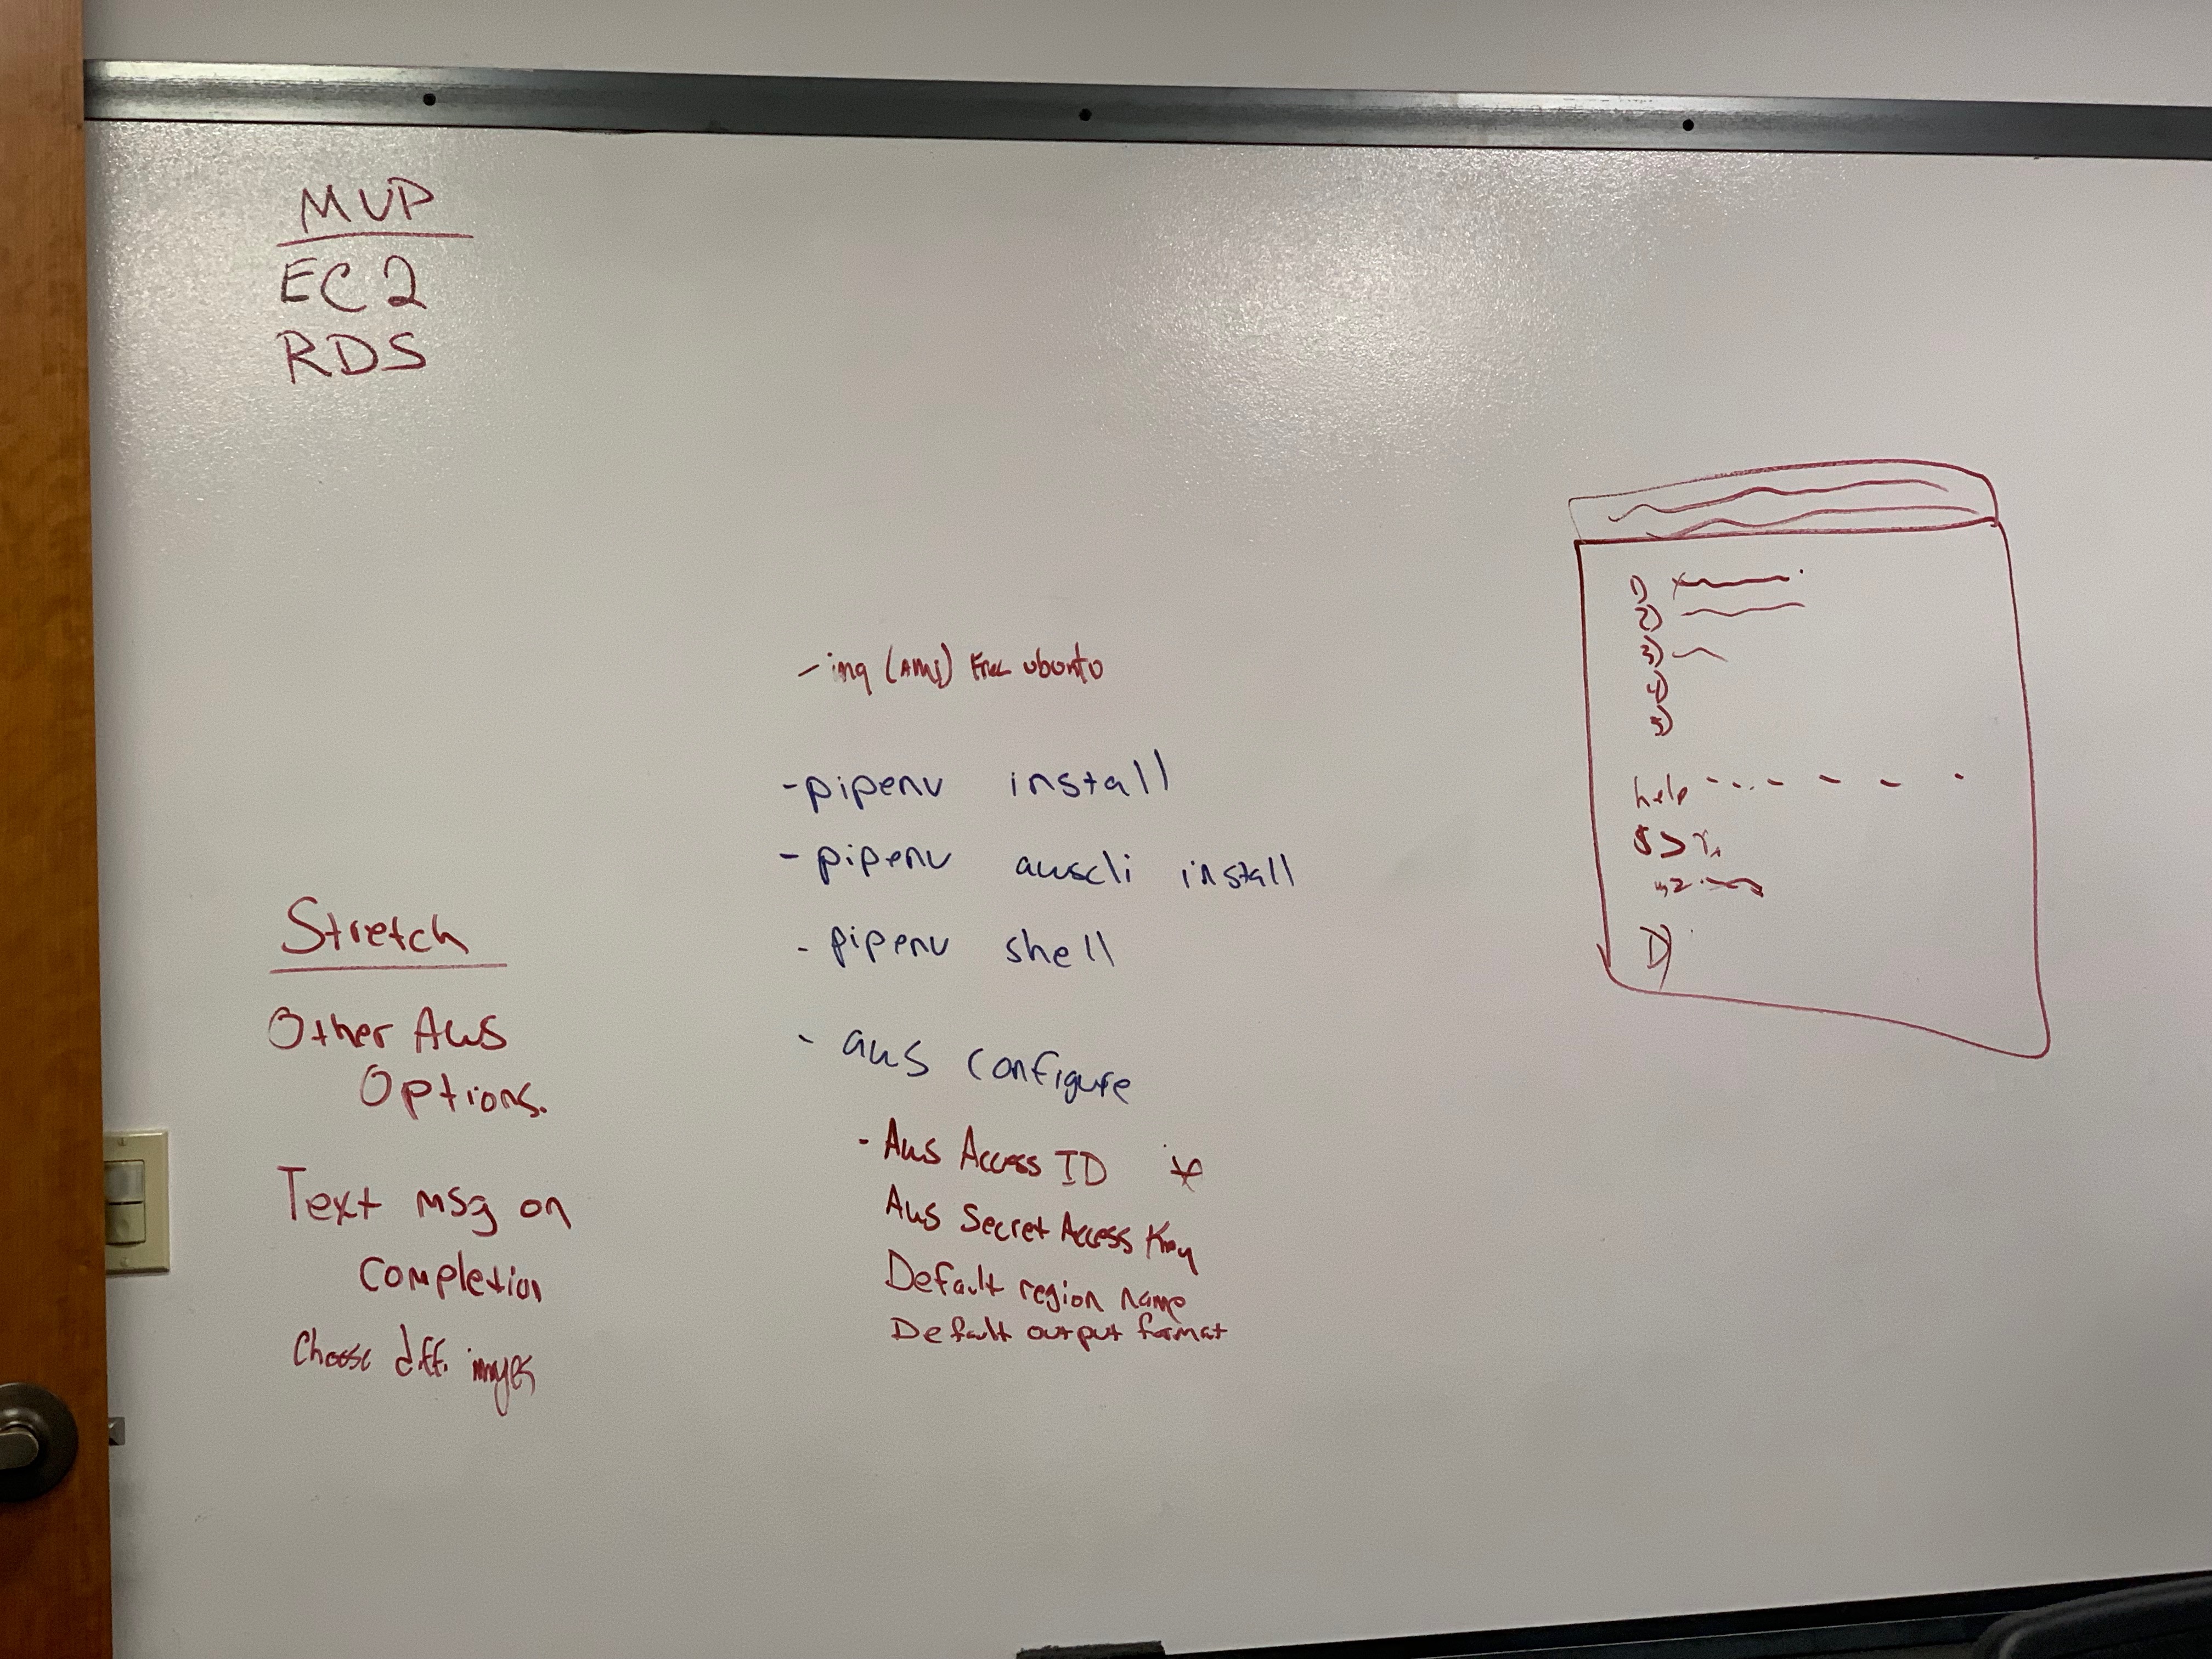 MVP
EC2
RDS
Stretch
Other Aws
Options.
Text msg on
Completion
Choose diff. images
- img (AMI) Free ubonto
- pipenv install
- pipenv awscli install
- pipenv shell
- aws configure
- Aws Access ID *
Aws Secret Access Key
Default region name
Default output format
1)
2)
3)
4)
5)
help - - - - - -
$>
D)